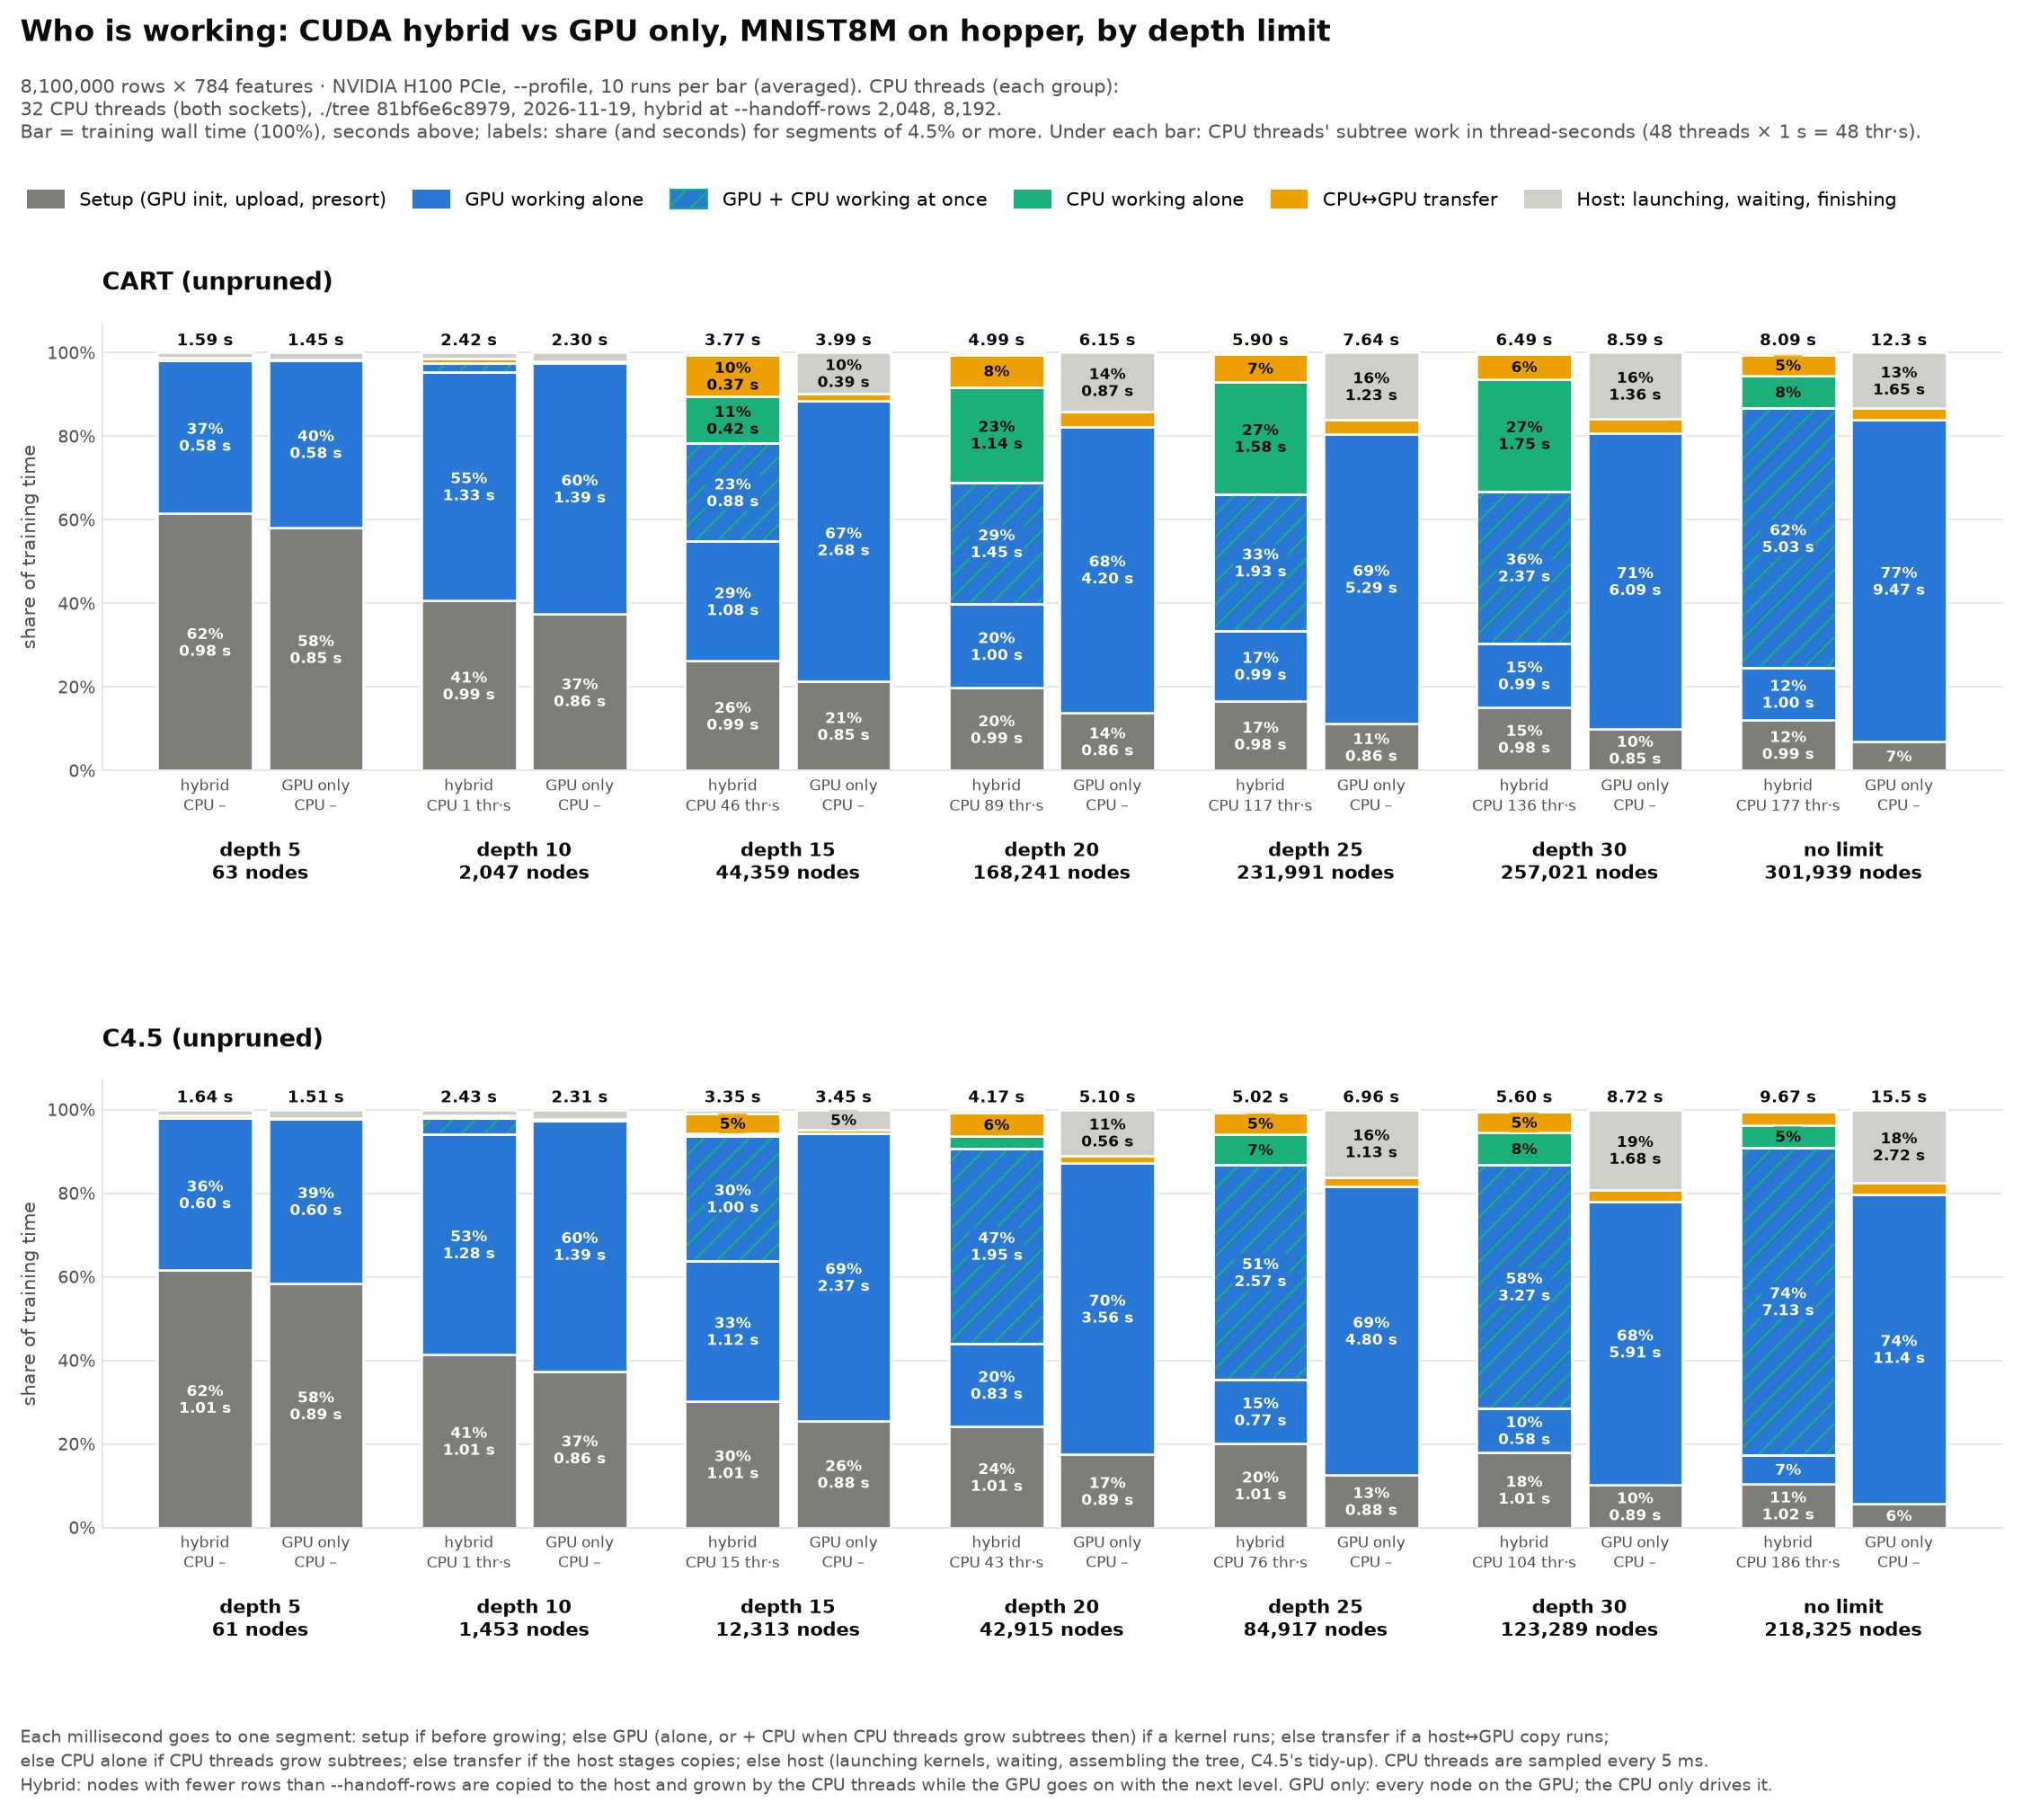 Who is working: CUDA hybrid vs GPU only, MNIST8M on hopper, by depth limit
8,100,000 rows × 784 features · NVIDIA H100 PCIe, --profile, 10 runs per bar (averaged). CPU threads (each group):
32 CPU threads (both sockets), ./tree 81bf6e6c8979, 2026-11-19, hybrid at --handoff-rows 2,048, 8,192.
Bar = training wall time (100%), seconds above; labels: share (and seconds) for segments of 4.5% or more. Under each bar: CPU threads' subtree work in thread-seconds (48 threads × 1 s = 48 thr·s).
Setup (GPU init, upload, presort) GPU working alone GPU + CPU working at once CPU working alone CPU↔GPU transfer Host: launching, waiting, finishing
CART (unpruned)
1.59 s 1.45 s 2.42 s 2.30 s 3.77 s 3.99 s 4.99 s 6.15 s 5.90 s 7.64 s 6.49 s 8.59 s 8.09 s 12.3 s
share of training time
100%
80%
60%
40%
20%
0%
37%
0.58 s
62%
0.98 s
40%
0.58 s
58%
0.85 s
55%
1.33 s
41%
0.99 s
60%
1.39 s
37%
0.86 s
10%
0.37 s
11%
0.42 s
23%
0.88 s
29%
1.08 s
26%
0.99 s
10%
0.39 s
67%
2.68 s
21%
0.85 s
8%
23%
1.14 s
29%
1.45 s
20%
1.00 s
20%
0.99 s
14%
0.87 s
68%
4.20 s
14%
0.86 s
7%
27%
1.58 s
33%
1.93 s
17%
0.99 s
17%
0.98 s
16%
1.23 s
69%
5.29 s
11%
0.86 s
6%
27%
1.75 s
36%
2.37 s
15%
0.99 s
15%
0.98 s
16%
1.36 s
71%
6.09 s
10%
0.85 s
5%
8%
62%
5.03 s
12%
1.00 s
12%
0.99 s
13%
1.65 s
77%
9.47 s
7%
hybrid GPU only hybrid GPU only hybrid GPU only hybrid GPU only hybrid GPU only hybrid GPU only hybrid GPU only
CPU – CPU – CPU 1 thr·s CPU – CPU 46 thr·s CPU – CPU 89 thr·s CPU – CPU 117 thr·s CPU – CPU 136 thr·s CPU – CPU 177 thr·s CPU –
depth 5 depth 10 depth 15 depth 20 depth 25 depth 30 no limit
63 nodes 2,047 nodes 44,359 nodes 168,241 nodes 231,991 nodes 257,021 nodes 301,939 nodes
C4.5 (unpruned)
1.64 s 1.51 s 2.43 s 2.31 s 3.35 s 3.45 s 4.17 s 5.10 s 5.02 s 6.96 s 5.60 s 8.72 s 9.67 s 15.5 s
share of training time
100%
80%
60%
40%
20%
0%
36%
0.60 s
62%
1.01 s
39%
0.60 s
58%
0.89 s
53%
1.28 s
41%
1.01 s
60%
1.39 s
37%
0.86 s
5%
30%
1.00 s
33%
1.12 s
30%
1.01 s
5%
69%
2.37 s
26%
0.88 s
6%
47%
1.95 s
20%
0.83 s
24%
1.01 s
11%
0.56 s
70%
3.56 s
17%
0.89 s
5%
7%
51%
2.57 s
15%
0.77 s
20%
1.01 s
16%
1.13 s
69%
4.80 s
13%
0.88 s
5%
8%
58%
3.27 s
10%
0.58 s
18%
1.01 s
19%
1.68 s
68%
5.91 s
10%
0.89 s
5%
74%
7.13 s
7%
11%
1.02 s
18%
2.72 s
74%
11.4 s
6%
hybrid GPU only hybrid GPU only hybrid GPU only hybrid GPU only hybrid GPU only hybrid GPU only hybrid GPU only
CPU – CPU – CPU 1 thr·s CPU – CPU 15 thr·s CPU – CPU 43 thr·s CPU – CPU 76 thr·s CPU – CPU 104 thr·s CPU – CPU 186 thr·s CPU –
depth 5 depth 10 depth 15 depth 20 depth 25 depth 30 no limit
61 nodes 1,453 nodes 12,313 nodes 42,915 nodes 84,917 nodes 123,289 nodes 218,325 nodes
Each millisecond goes to one segment: setup if before growing; else GPU (alone, or + CPU when CPU threads grow subtrees then) if a kernel runs; else transfer if a host↔GPU copy runs;
else CPU alone if CPU threads grow subtrees; else transfer if the host stages copies; else host (launching kernels, waiting, assembling the tree, C4.5's tidy-up). CPU threads are sampled every 5 ms.
Hybrid: nodes with fewer rows than --handoff-rows are copied to the host and grown by the CPU threads while the GPU goes on with the next level. GPU only: every node on the GPU; the CPU only drives it.